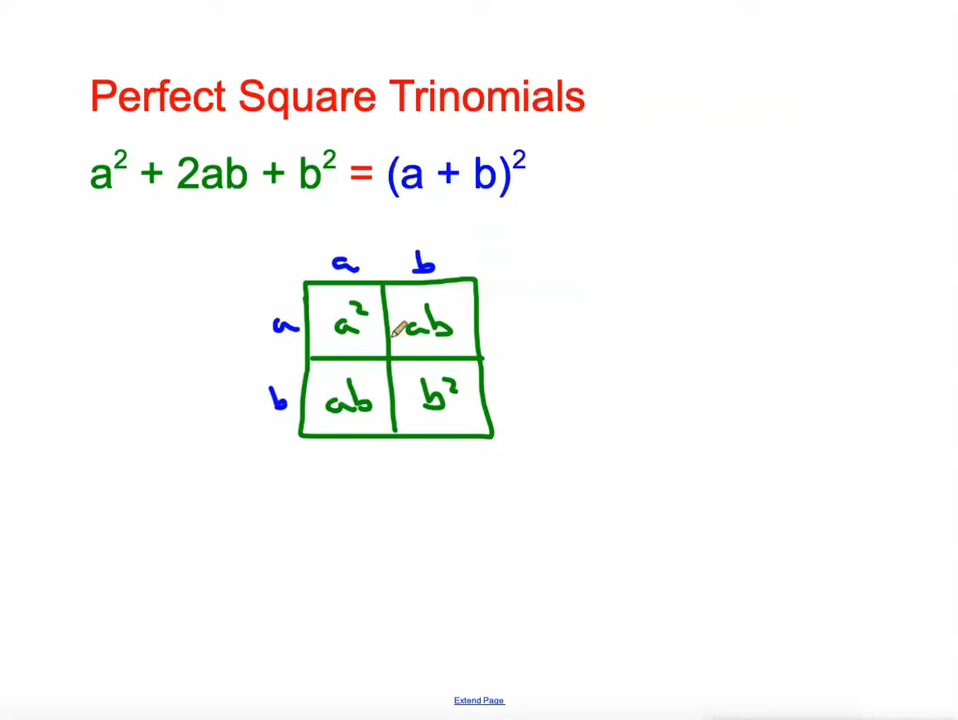 Perfect Square Trinomials
a² + 2ab + b² = (a + b)²
a b
a a² ab
b ab b²
Extend Page